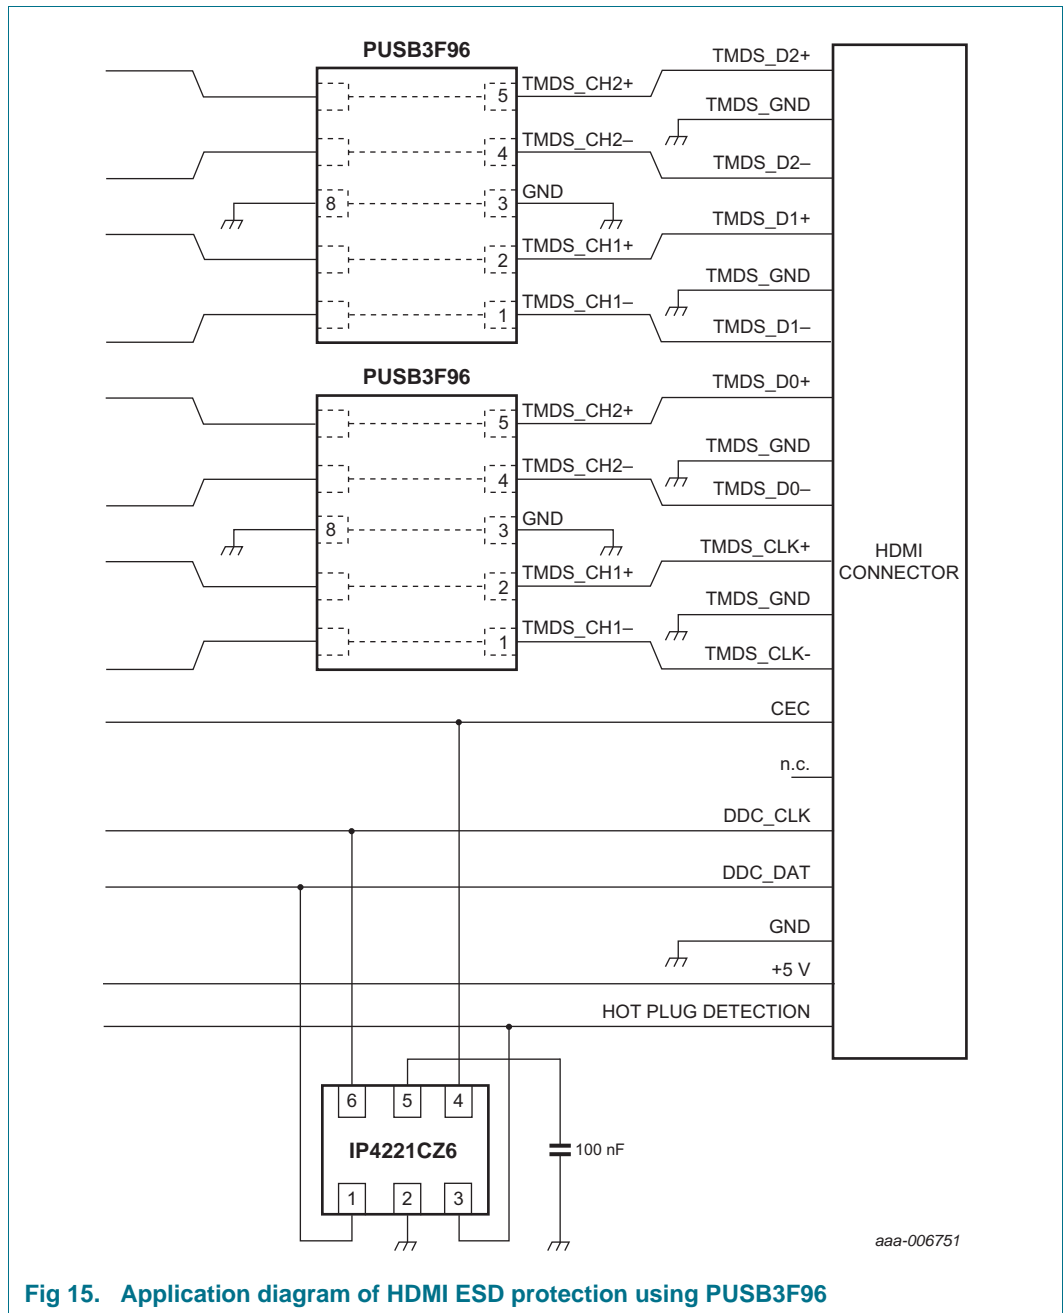 PUSB3F96
TMDS_D2+
5
TMDS_CH2+
TMDS_GND
4
TMDS_CH2–
TMDS_D2–
8
3
GND
TMDS_D1+
2
TMDS_CH1+
TMDS_GND
1
TMDS_CH1–
TMDS_D1–
PUSB3F96
TMDS_D0+
5
TMDS_CH2+
TMDS_GND
4
TMDS_CH2–
TMDS_D0–
8
3
GND
TMDS_CLK+
HDMI
CONNECTOR
2
TMDS_CH1+
TMDS_GND
1
TMDS_CH1–
TMDS_CLK-
CEC
n.c.
DDC_CLK
DDC_DAT
GND
+5 V
HOT PLUG DETECTION
6 5 4
IP4221CZ6
100 nF
1 2 3
aaa-006751
Fig 15. Application diagram of HDMI ESD protection using PUSB3F96